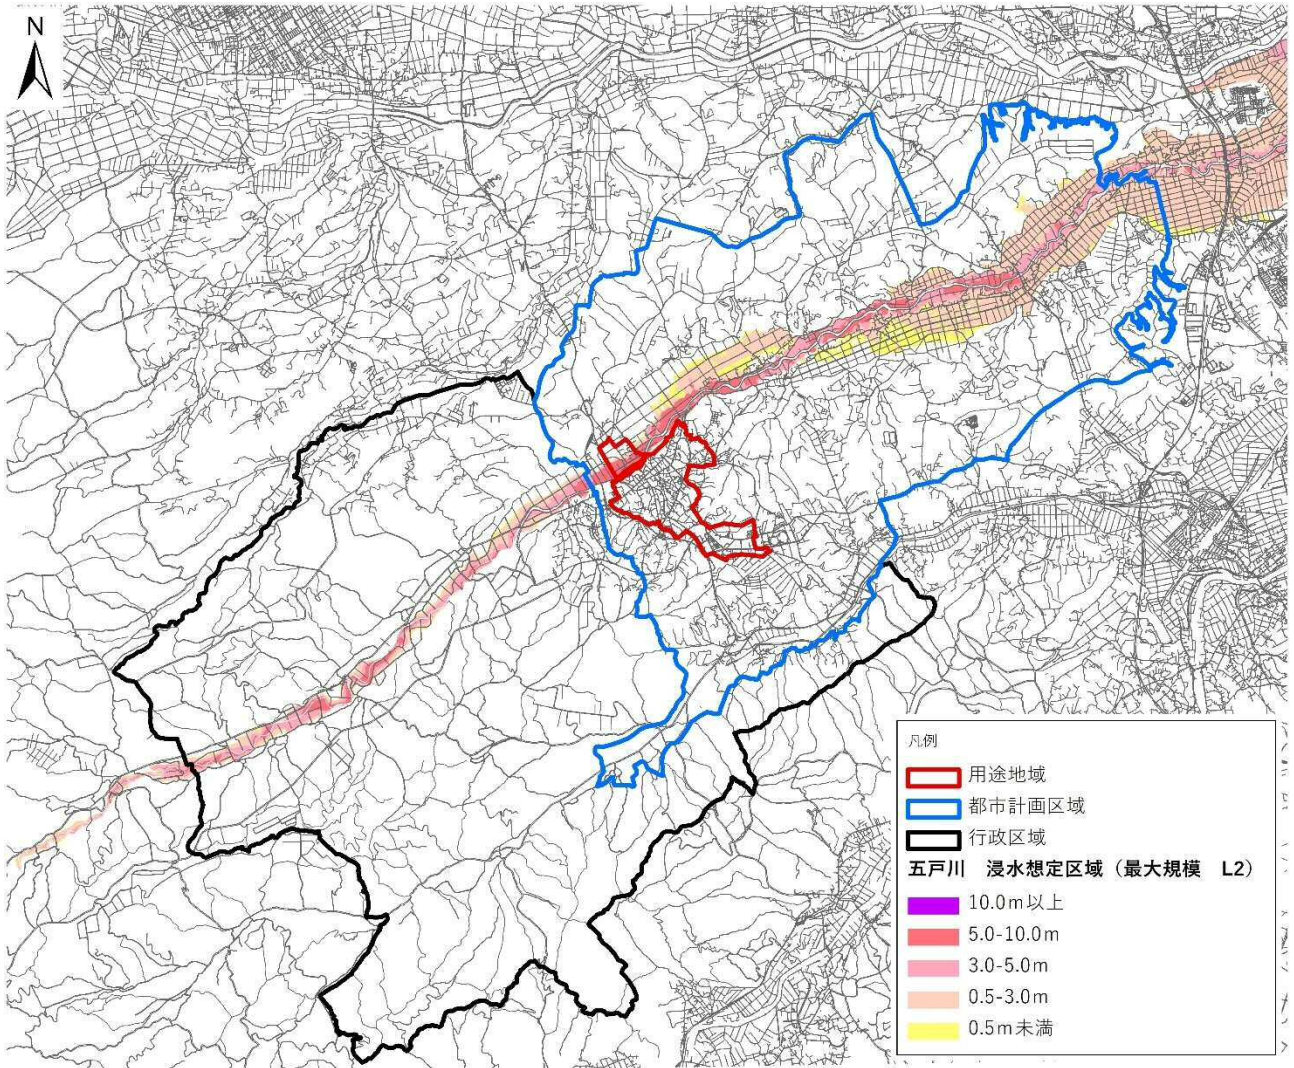 N
凡例
用途地域
都市計画区域
行政区域
五戸川　浸水想定区域（最大規模　L2）
10.0m以上
5.0-10.0m
3.0-5.0m
0.5-3.0m
0.5m未満